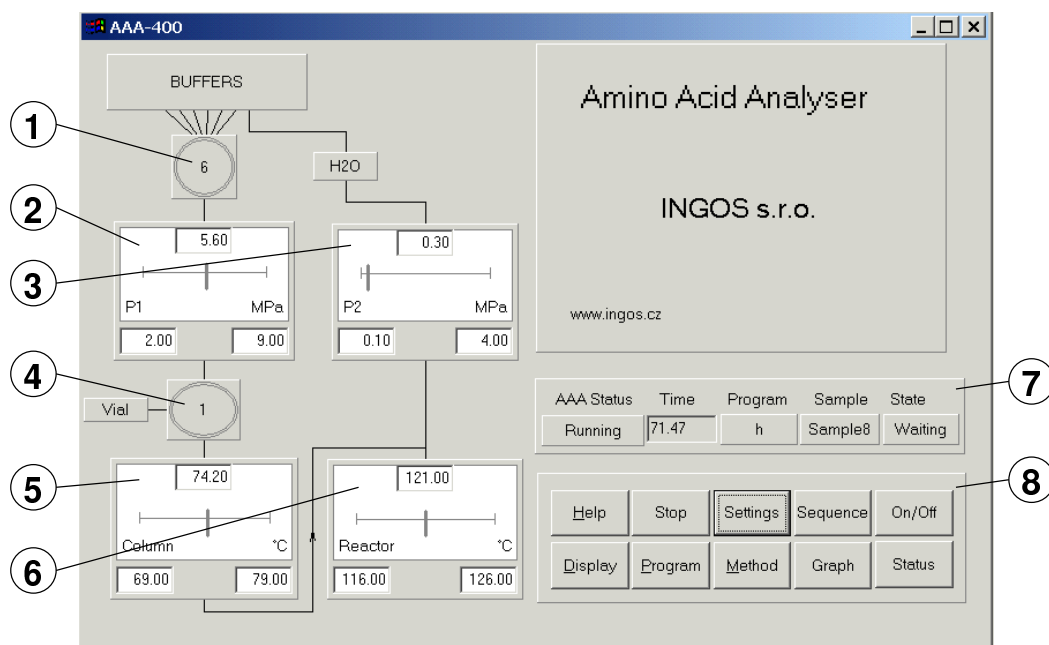 AAA-400
BUFFERS
1
6
H2O
2
5.60
P1 MPa
2.00 9.00
3
0.30
P2 MPa
0.10 4.00
4
Vial
1
5
74.20
Column °C
69.00 79.00
6
121.00
Reactor °C
116.00 126.00
Amino Acid Analyser
INGOS s.r.o.
www.ingos.cz
7
AAA Status Time Program Sample State
Running 71.47 h Sample8 Waiting
8
Help Stop Settings Sequence On/Off
Display Program Method Graph Status